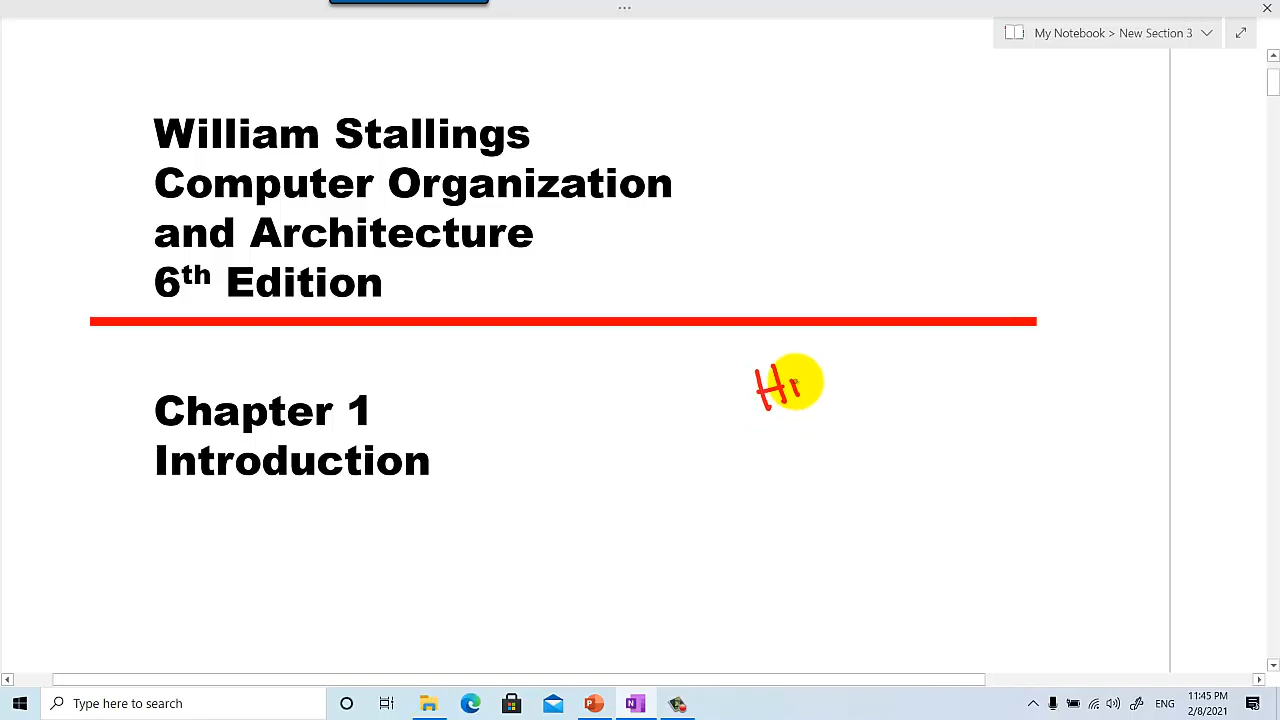 My Notebook > New Section 3
William Stallings
Computer Organization
and Architecture
6th Edition
Hi
Chapter 1
Introduction
Type here to search
ENG
11:45 PM
2/8/2021